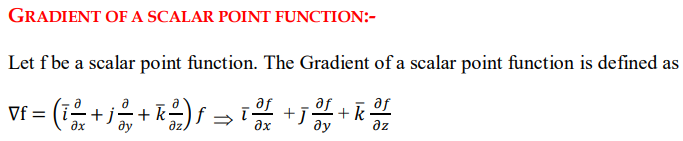 GRADIENT OF A SCALAR POINT FUNCTION:-
Let f be a scalar point function. The Gradient of a scalar point function is defined as
∇f = (i̅ ∂/∂x + j ∂/∂y + k̅ ∂/∂z) f ⇒ i̅ ∂f/∂x + j̅ ∂f/∂y + k̅ ∂f/∂z